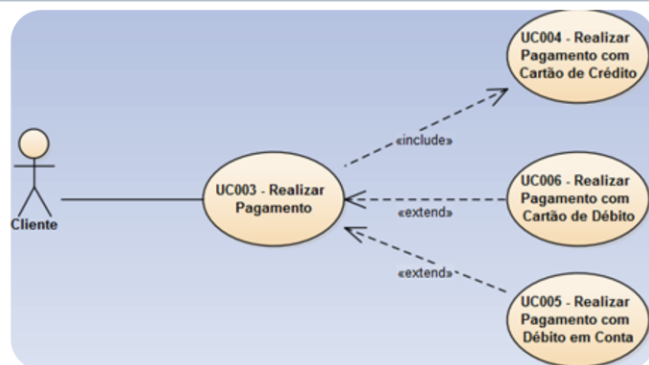 UC004 - Realizar
Pagamento com
Cartão de Crédito
«include»
Cliente
UC003 - Realizar
Pagamento
UC006 - Realizar
Pagamento com
Cartão de Débito
«extend»
«extend»
UC005 - Realizar
Pagamento com
Débito em Conta